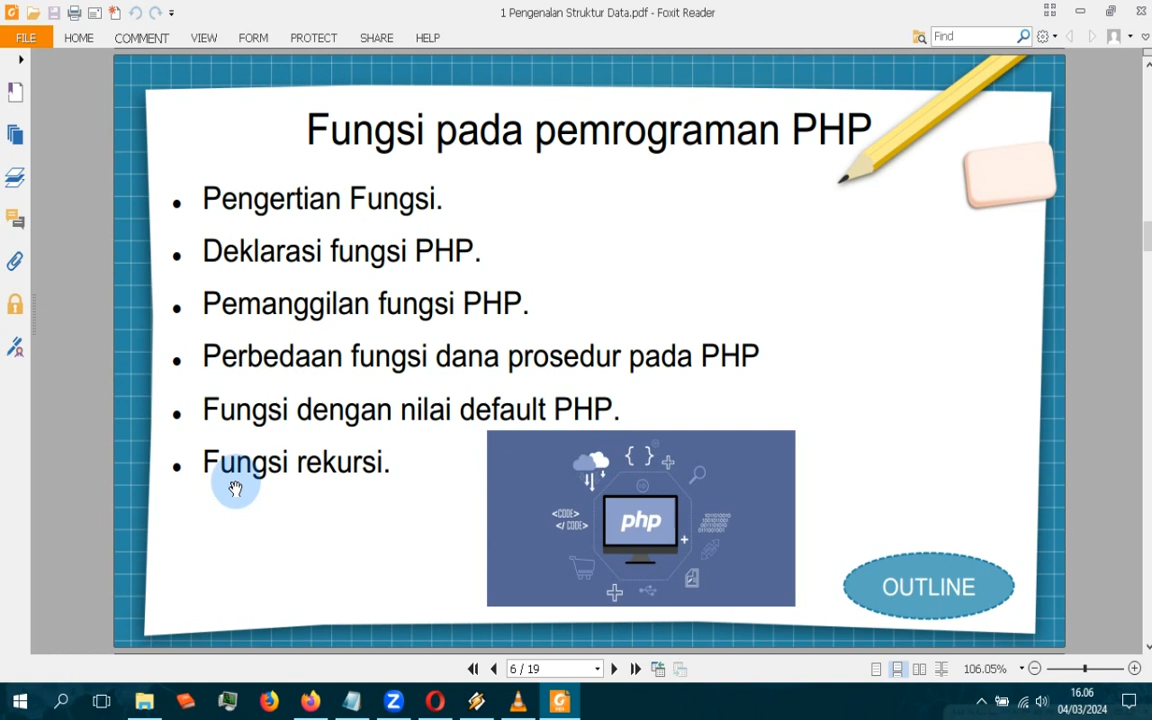 1 Pengenalan Struktur Data.pdf - Foxit Reader
FILE HOME COMMENT VIEW FORM PROTECT SHARE HELP
Find
Fungsi pada pemrograman PHP
Pengertian Fungsi.
Deklarasi fungsi PHP.
Pemanggilan fungsi PHP.
Perbedaan fungsi dana prosedur pada PHP
Fungsi dengan nilai default PHP.
Fungsi rekursi.
{ }
<CODE>
</ CODE>
php
OUTLINE
6 / 19
106.05%
16.06
04/03/2024